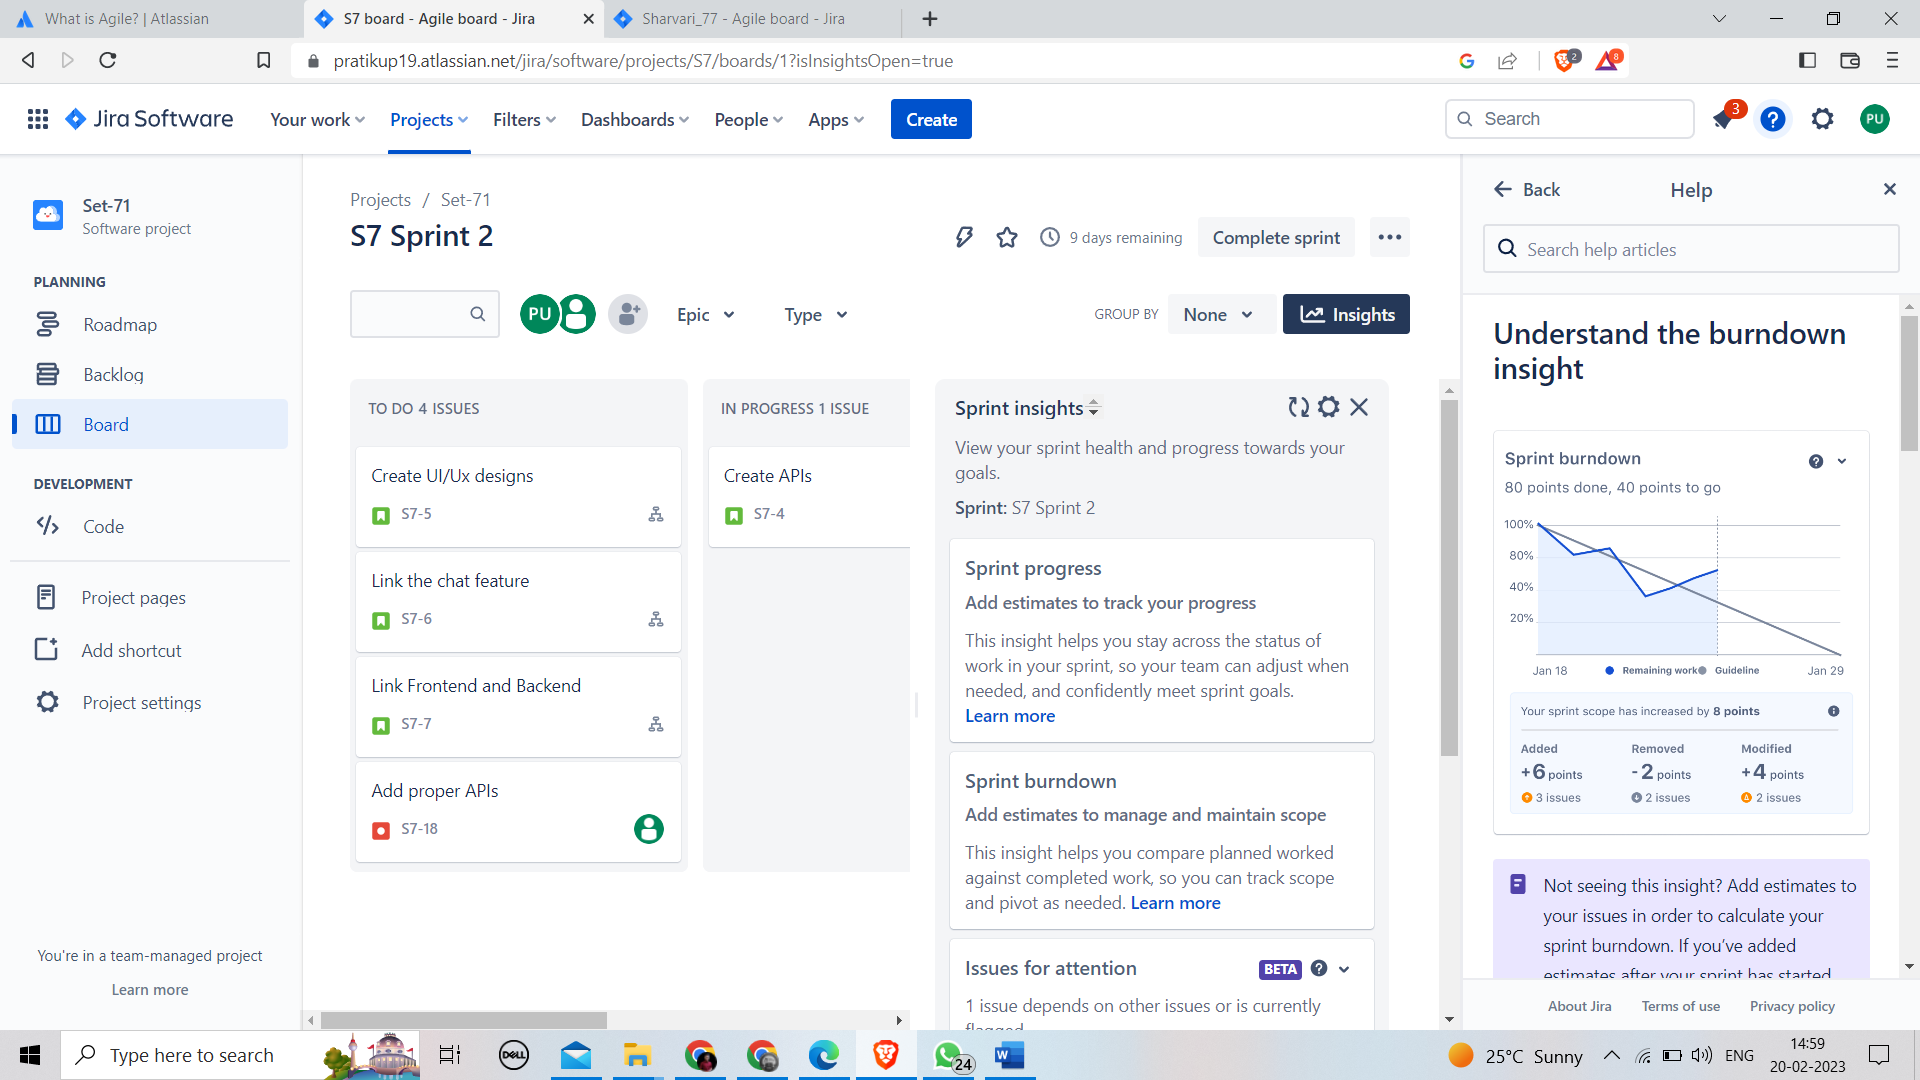 What is Agile? | Atlassian
S7 board - Agile board - Jira
Sharvari_77 - Agile board - Jira
pratikup19.atlassian.net/jira/software/projects/S7/boards/1?isInsightsOpen=true
2
8
Jira Software
Your work
Projects
Filters
Dashboards
People
Apps
Create
Search
3
PU
Set-71
Software project
PLANNING
Roadmap
Backlog
Board
DEVELOPMENT
Code
Project pages
Add shortcut
Project settings
You're in a team-managed project
Learn more
Projects / Set-71
S7 Sprint 2
9 days remaining
Complete sprint
PU
Epic
Type
GROUP BY
None
Insights
TO DO 4 ISSUES
Create UI/Ux designs
S7-5
Link the chat feature
S7-6
Link Frontend and Backend
S7-7
Add proper APIs
S7-18
IN PROGRESS 1 ISSUE
Create APIs
S7-4
Sprint insights
View your sprint health and progress towards your
goals.
Sprint: S7 Sprint 2
Sprint progress
Add estimates to track your progress
This insight helps you stay across the status of
work in your sprint, so your team can adjust when
needed, and confidently meet sprint goals.
Learn more
Sprint burndown
Add estimates to manage and maintain scope
This insight helps you compare planned worked
against completed work, so you can track scope
and pivot as needed. Learn more
Issues for attention
BETA
1 issue depends on other issues or is currently
flagged
Back
Help
Search help articles
Understand the burndown
insight
Sprint burndown
80 points done, 40 points to go
100%
80%
40%
20%
Jan 18
Remaining work
Guideline
Jan 29
Your sprint scope has increased by 8 points
Added
Removed
Modified
+6 points
-2 points
+4 points
3 issues
2 issues
2 issues
Not seeing this insight? Add estimates to
your issues in order to calculate your
sprint burndown. If you've added
estimates after your sprint has started
About Jira
Terms of use
Privacy policy
Type here to search
DELL
24
W
25°C Sunny
ENG
14:59
20-02-2023